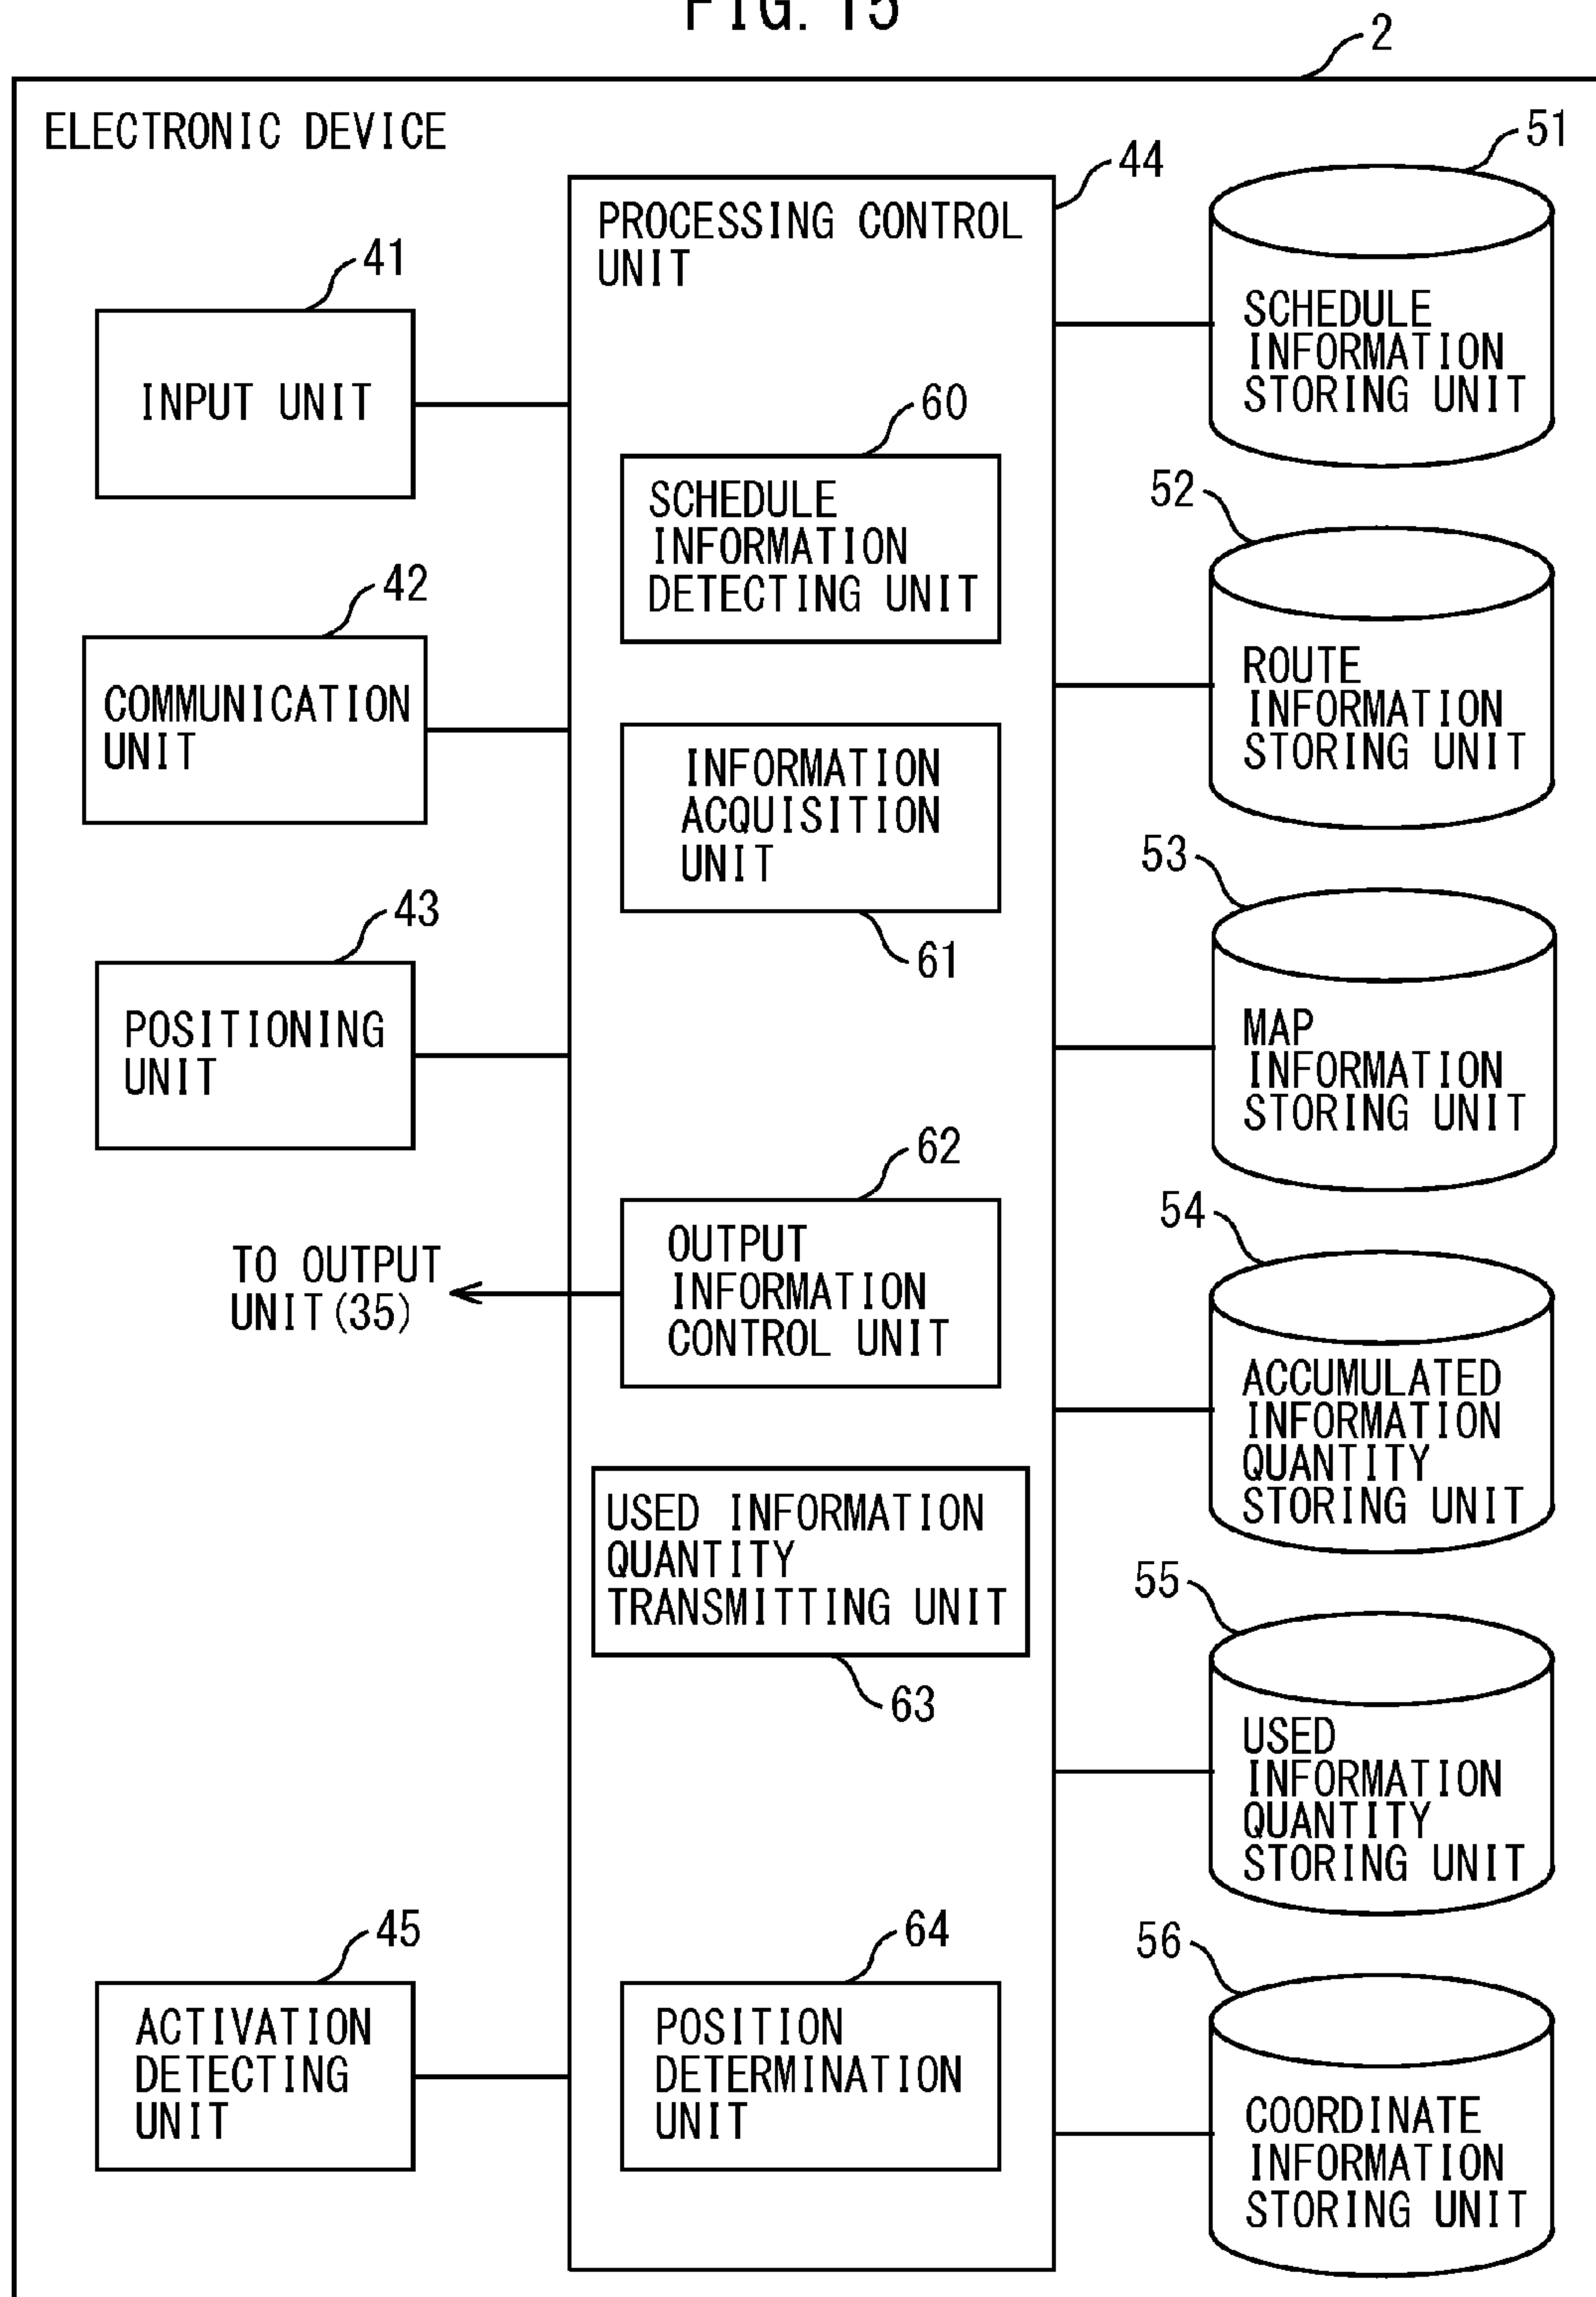 FIG. 15
2
ELECTRONIC DEVICE
51
44
PROCESSING CONTROL
UNIT
41
INPUT UNIT
SCHEDULE
INFORMATION
STORING UNIT
60
SCHEDULE
INFORMATION
DETECTING UNIT
52
42
COMMUNICATION
UNIT
ROUTE
INFORMATION
STORING UNIT
INFORMATION
ACQUISITION
UNIT
61
53
43
POSITIONING
UNIT
MAP
INFORMATION
STORING UNIT
62
OUTPUT
INFORMATION
CONTROL UNIT
TO OUTPUT
UNIT(35)
54
ACCUMULATED
INFORMATION
QUANTITY
STORING UNIT
USED INFORMATION
QUANTITY
TRANSMITTING UNIT
63
55
USED
INFORMATION
QUANTITY
STORING UNIT
45
ACTIVATION
DETECTING
UNIT
64
POSITION
DETERMINATION
UNIT
56
COORDINATE
INFORMATION
STORING UNIT